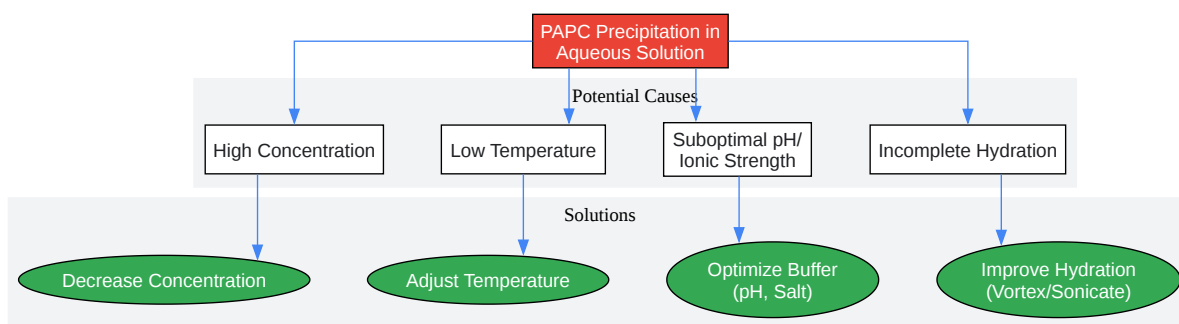 PAPC Precipitation in
Aqueous Solution
Potential Causes
High Concentration
Low Temperature
Suboptimal pH/
Ionic Strength
Incomplete Hydration
Solutions
Decrease Concentration
Adjust Temperature
Optimize Buffer
(pH, Salt)
Improve Hydration
(Vortex/Sonicate)